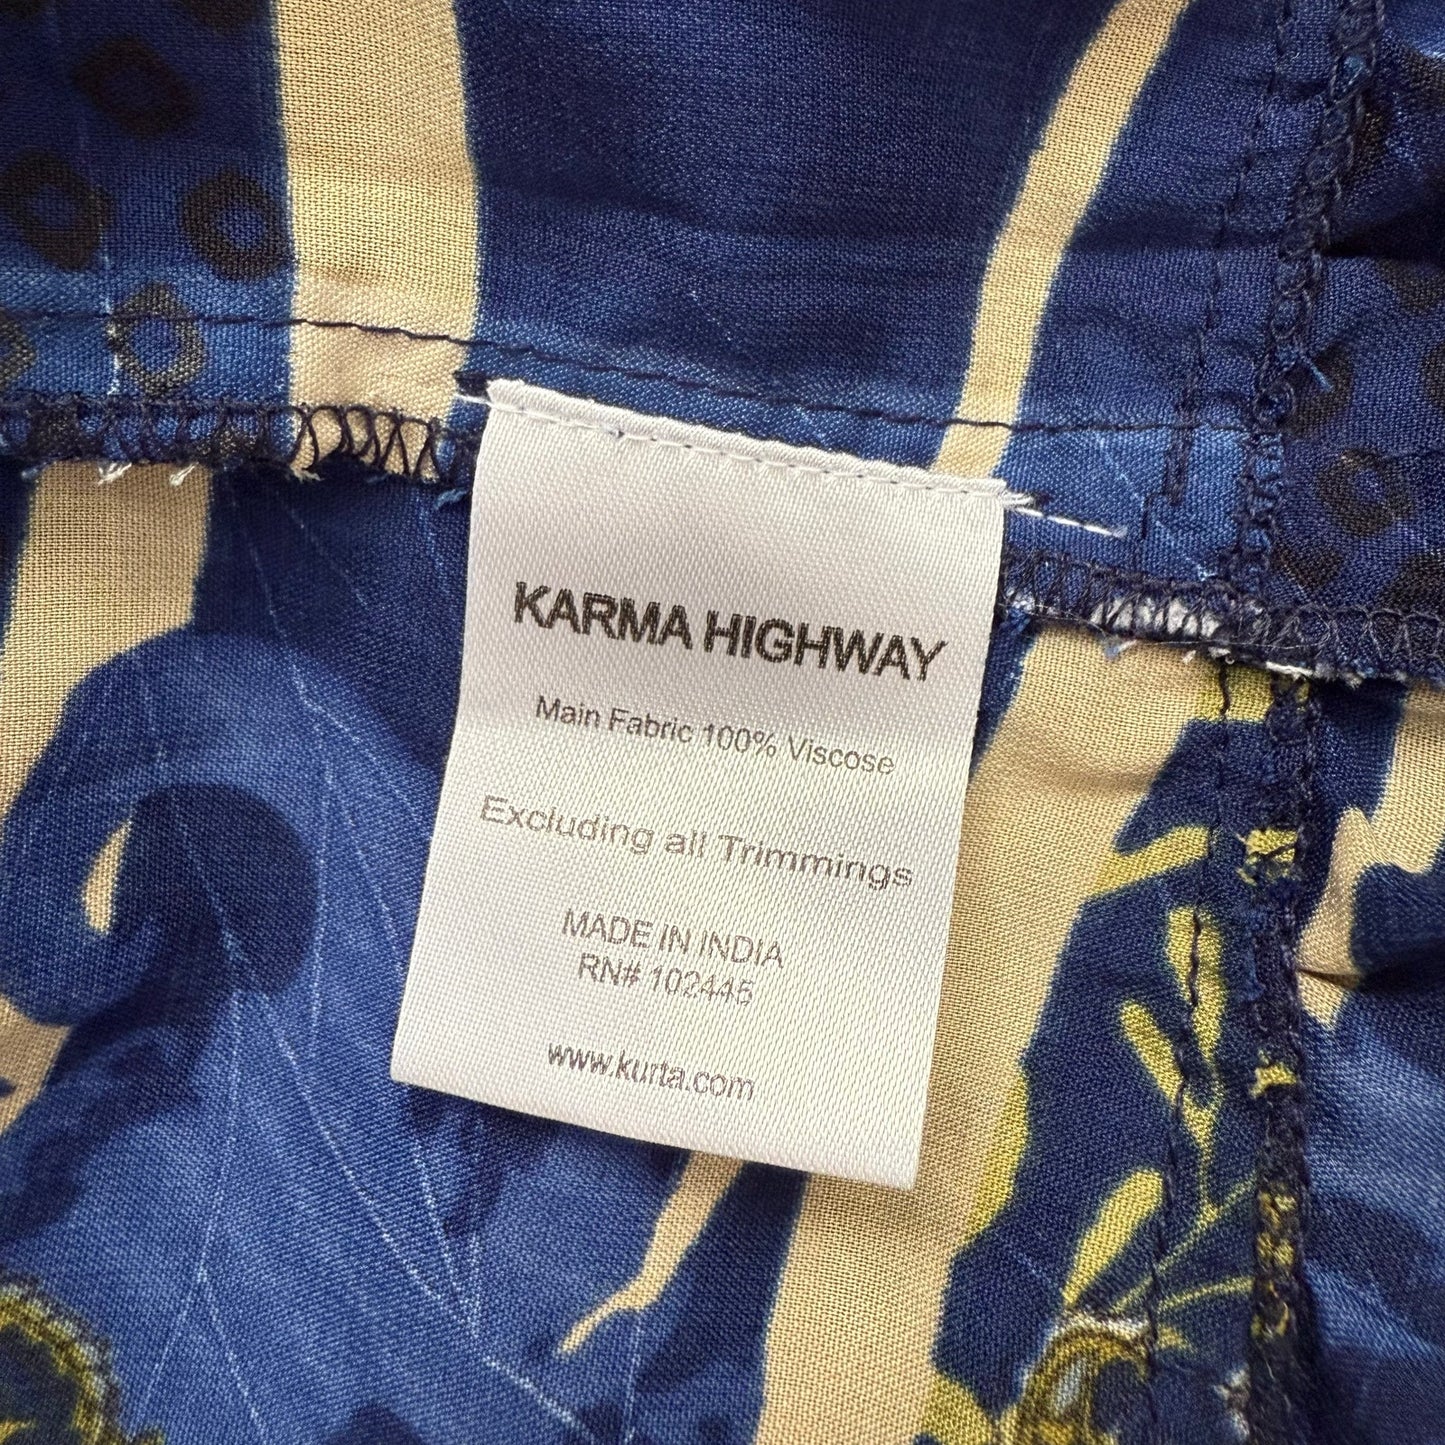 KARMA HIGHWAY
Main Fabric 100% Viscose
Excluding all Trimmings
MADE IN INDIA
RN# 102445
www.kurta.com